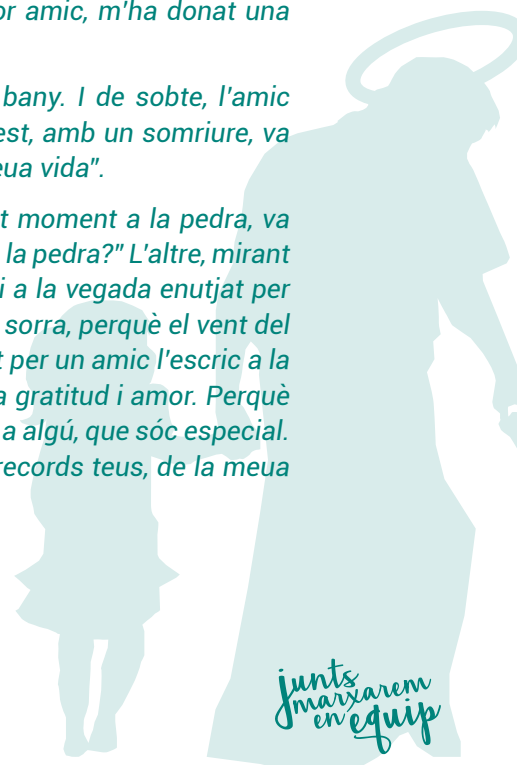 or amic, m'ha donat una
bany. I de sobte, l'amic
est, amb un somriure, va
eua vida".
t moment a la pedra, va
la pedra?" L'altre, mirant
i a la vegada enutjat per
sorra, perquè el vent del
t per un amic l'escric a la
a gratitud i amor. Perquè
a algú, que sóc especial.
records teus, de la meua
junts
marxarem
en equip